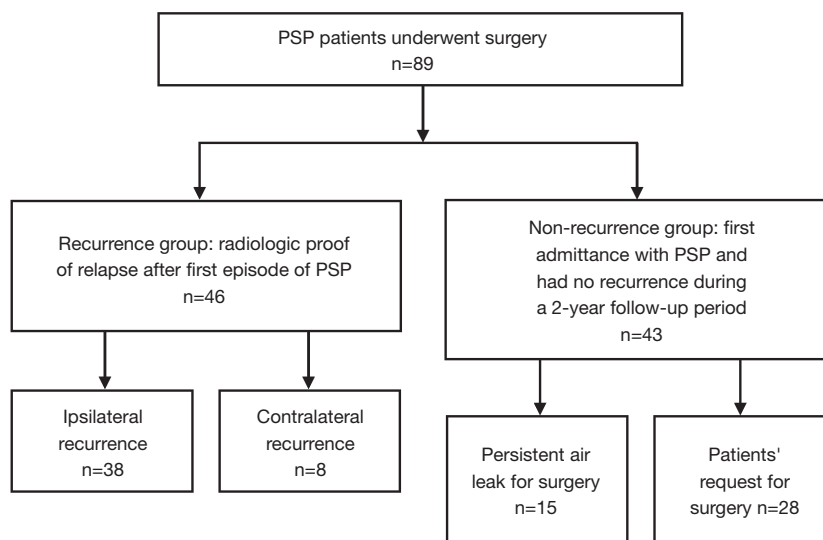 PSP patients underwent surgery
n=89
Recurrence group: radiologic proof
of relapse after first episode of PSP
n=46
Non-recurrence group: first
admittance with PSP and
had no recurrence during
a 2-year follow-up period
n=43
Ipsilateral
recurrence
n=38
Contralateral
recurrence
n=8
Persistent air
leak for surgery
n=15
Patients'
request for
surgery n=28